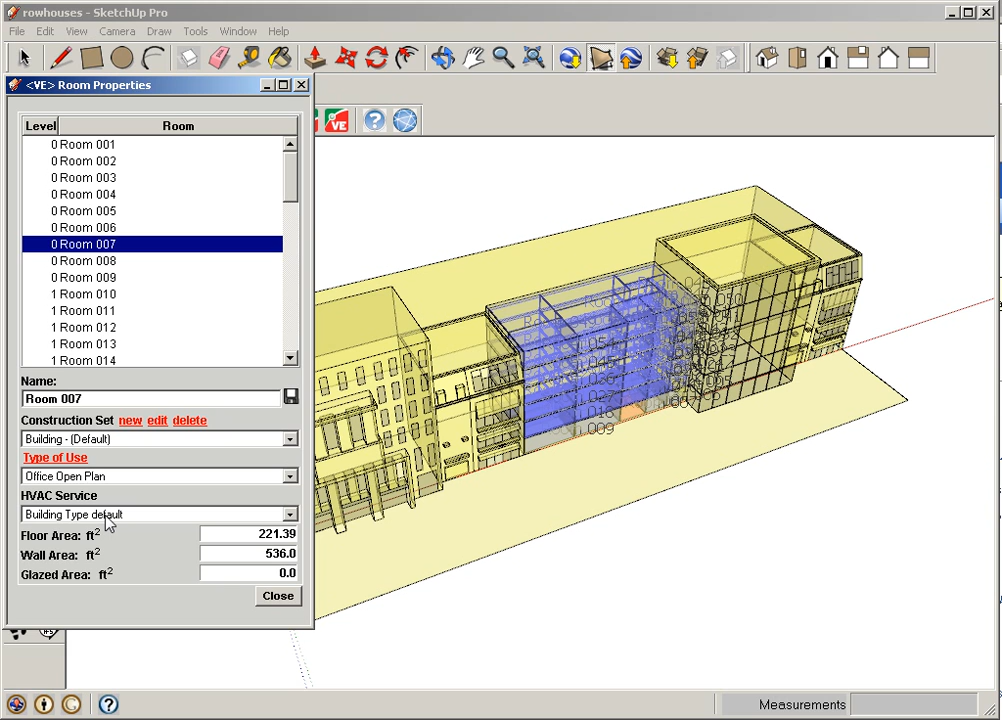 rowhouses - SketchUp Pro
File Edit View Camera Draw Tools Window Help
<VE> Room Properties
VE
Level Room
0 Room 001
0 Room 002
0 Room 003
0 Room 004
0 Room 005
0 Room 006
0 Room 007
0 Room 008
0 Room 009
1 Room 010
1 Room 011
1 Room 012
1 Room 013
1 Room 014
Name:
Room 007
Construction Set new edit delete
Building - (Default)
Type of Use
Office Open Plan
HVAC Service
Building Type default
Floor Area: ft2 221.39
Wall Area: ft2 536.0
Glazed Area: ft2 0.0
Close
Measurements